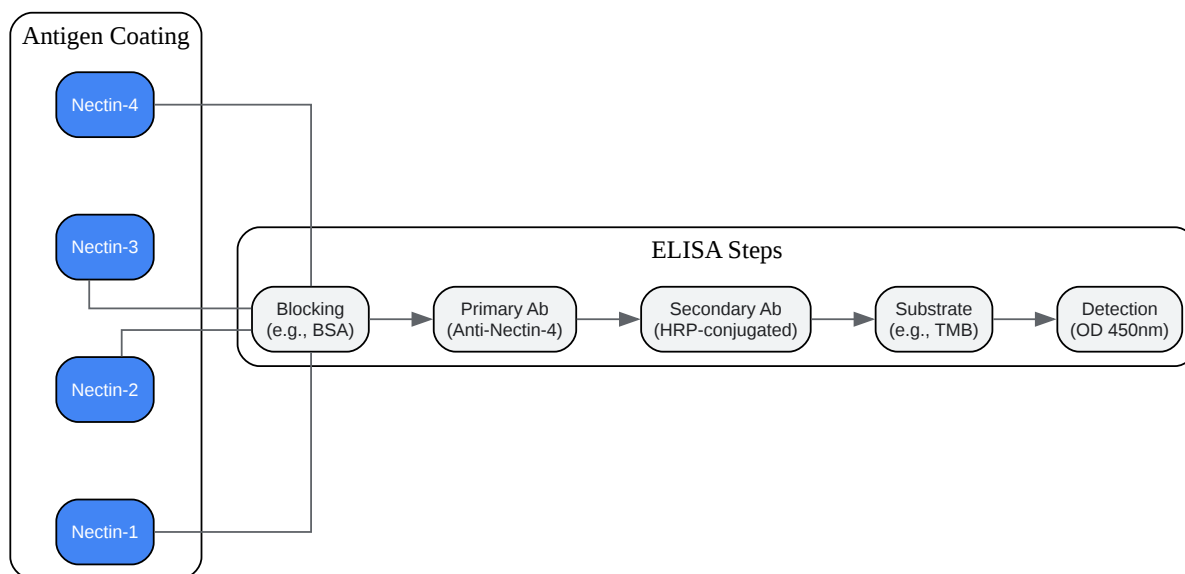 Antigen Coating
Nectin-4
Nectin-3
Nectin-2
Nectin-1
ELISA Steps
Blocking
(e.g., BSA)
Primary Ab
(Anti-Nectin-4)
Secondary Ab
(HRP-conjugated)
Substrate
(e.g., TMB)
Detection
(OD 450nm)